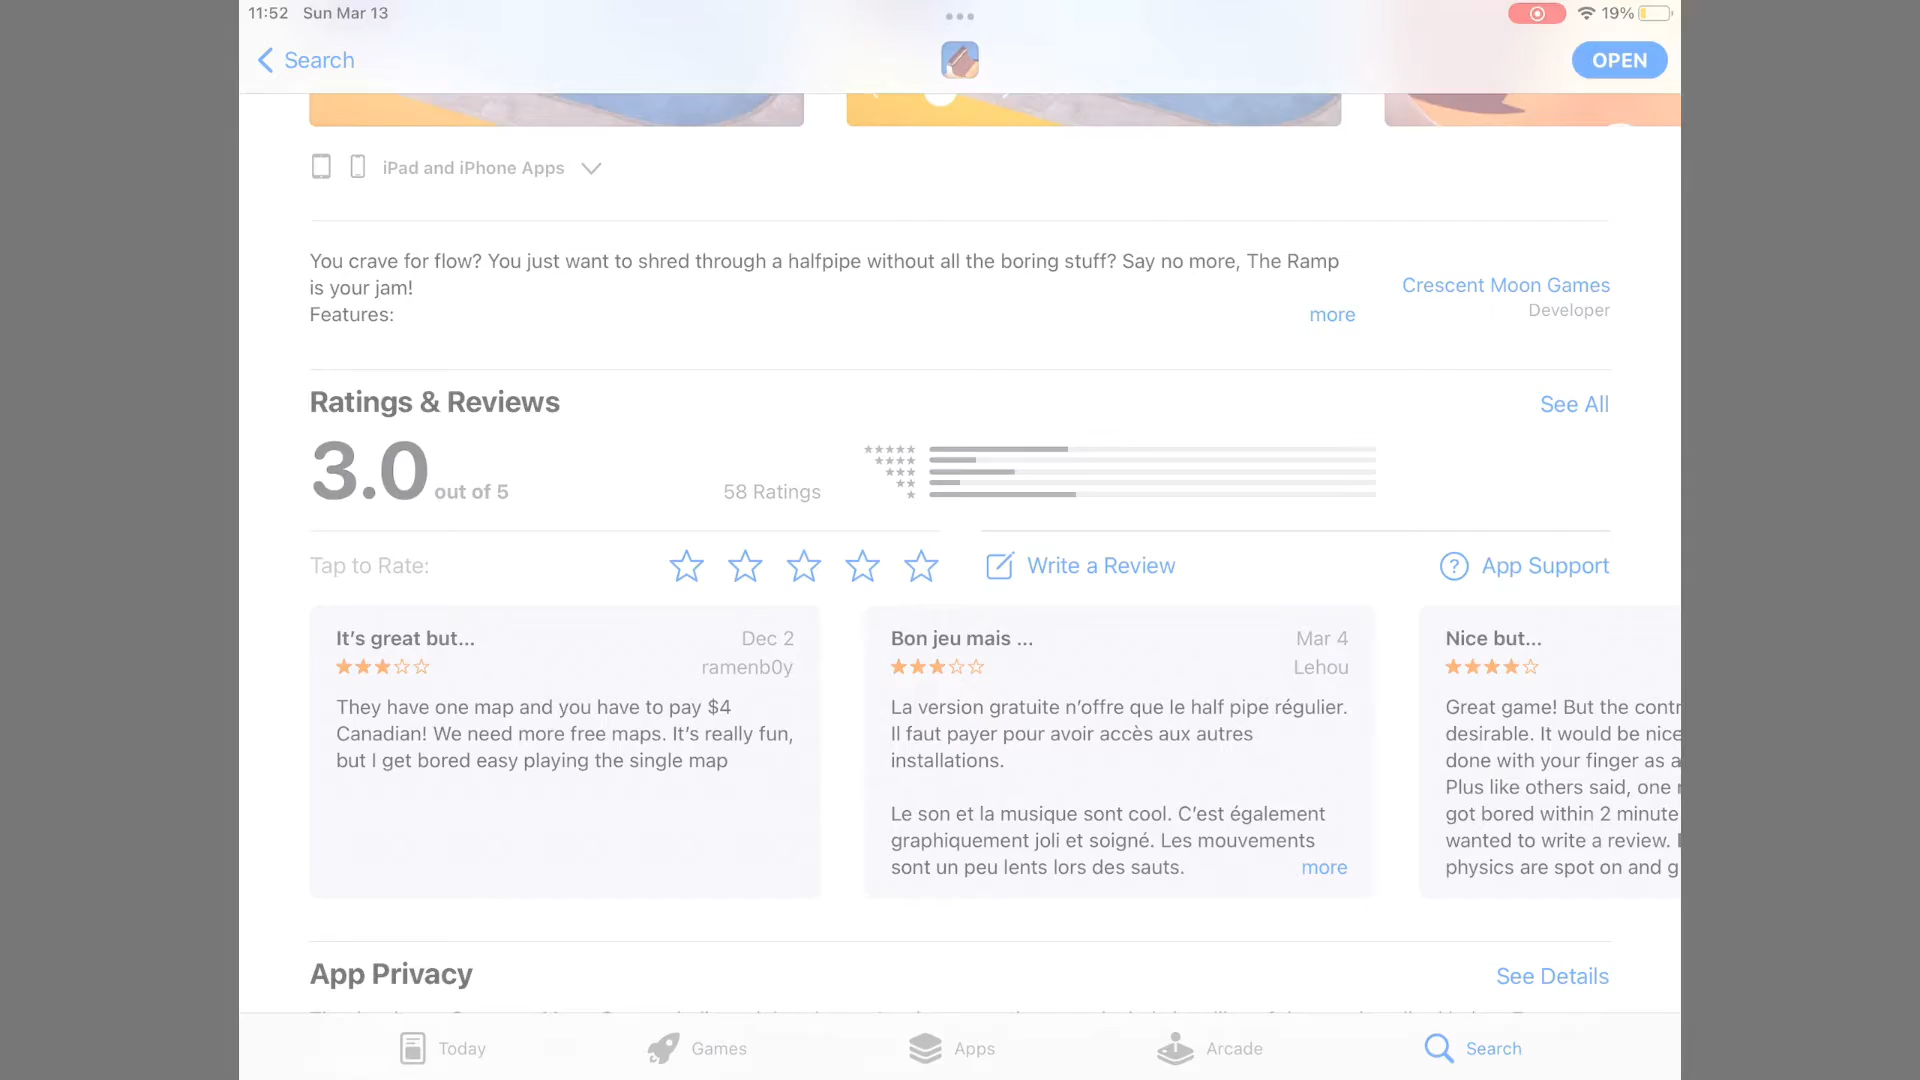 11:52 Sun Mar 13
19%
Search
OPEN
iPad and iPhone Apps
You crave for flow? You just want to shred through a halfpipe without all the boring stuff? Say no more, The Ramp
is your jam!
Features:
more
Crescent Moon Games
Developer
Ratings & Reviews
See All
3.0 out of 5
58 Ratings
Tap to Rate:
Write a Review
App Support
It's great but...
Dec 2
ramenb0y
They have one map and you have to pay $4
Canadian! We need more free maps. It's really fun,
but I get bored easy playing the single map
Bon jeu mais ...
Mar 4
Lehou
La version gratuite n'offre que le half pipe régulier.
Il faut payer pour avoir accès aux autres
installations.
Le son et la musique sont cool. C'est également
graphiquement joli et soigné. Les mouvements
sont un peu lents lors des sauts.
more
Nice but...
Great game! But the
desirable. It would be nice
done with your finger as a
Plus like others said, one
got bored within 2 minute
wanted to write a review.
physics are spot on and g
App Privacy
See Details
Today
Games
Apps
Arcade
Search